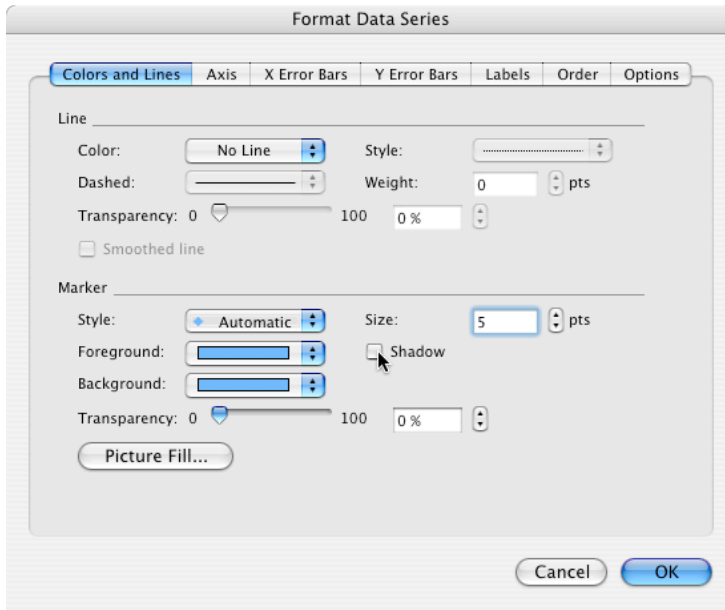 Format Data Series
Colors and Lines Axis X Error Bars Y Error Bars Labels Order Options
Line
Color: No Line Style:
Dashed: Weight: 0 pts
Transparency: 0 100 0 %
Smoothed line
Marker
Style: Automatic Size: 5 pts
Foreground: Shadow
Background:
Transparency: 0 100 0 %
Picture Fill...
Cancel OK